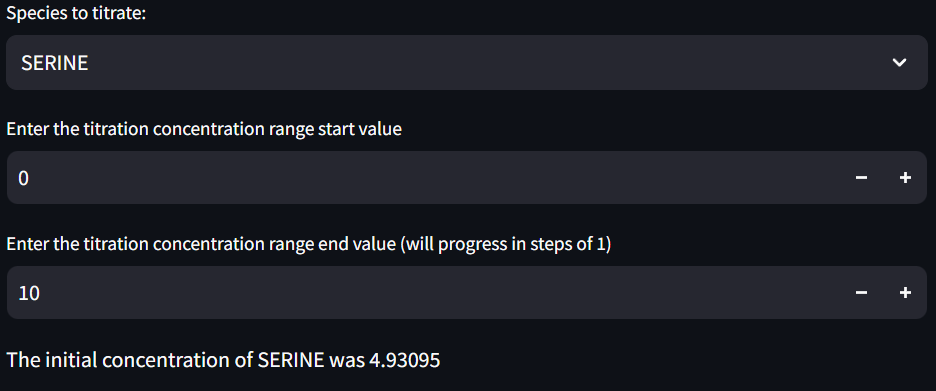 Species to titrate:
SERINE
Enter the titration concentration range start value
0
Enter the titration concentration range end value (will progress in steps of 1)
10
The initial concentration of SERINE was 4.93095